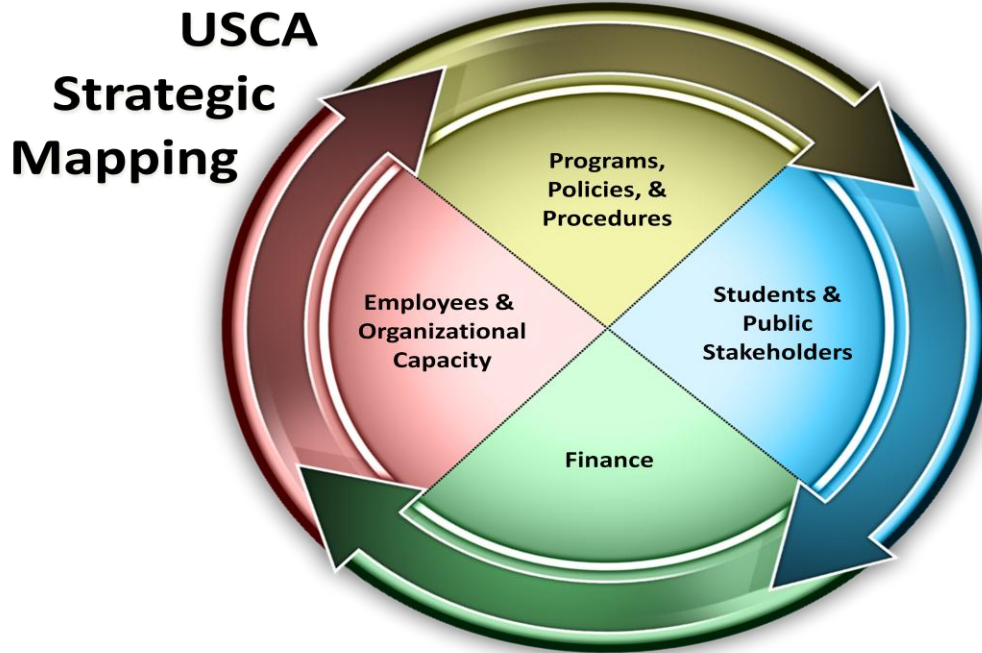 USCA
Strategic
Mapping
Programs,
Policies, &
Procedures
Employees &
Organizational
Capacity
Students &
Public
Stakeholders
Finance